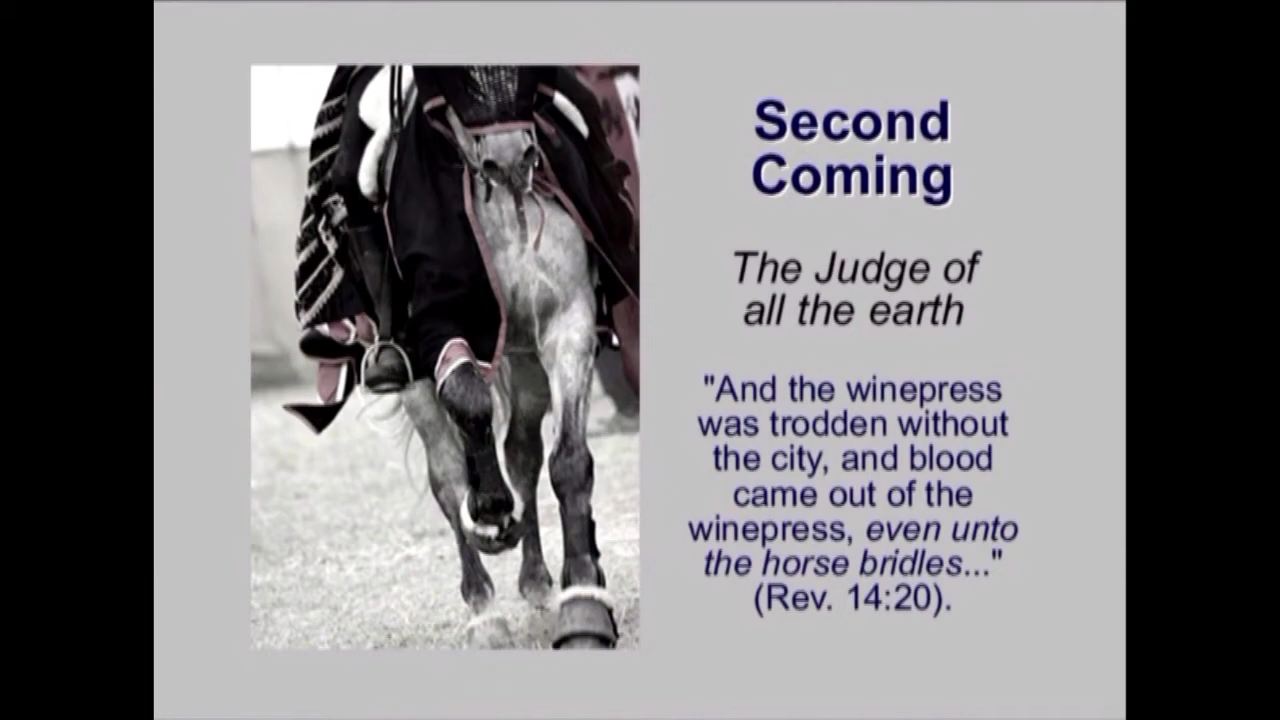 Second
Coming
The Judge of
all the earth
"And the winepress
was trodden without
the city, and blood
came out of the
winepress, even unto
the horse bridles..."
(Rev. 14:20).